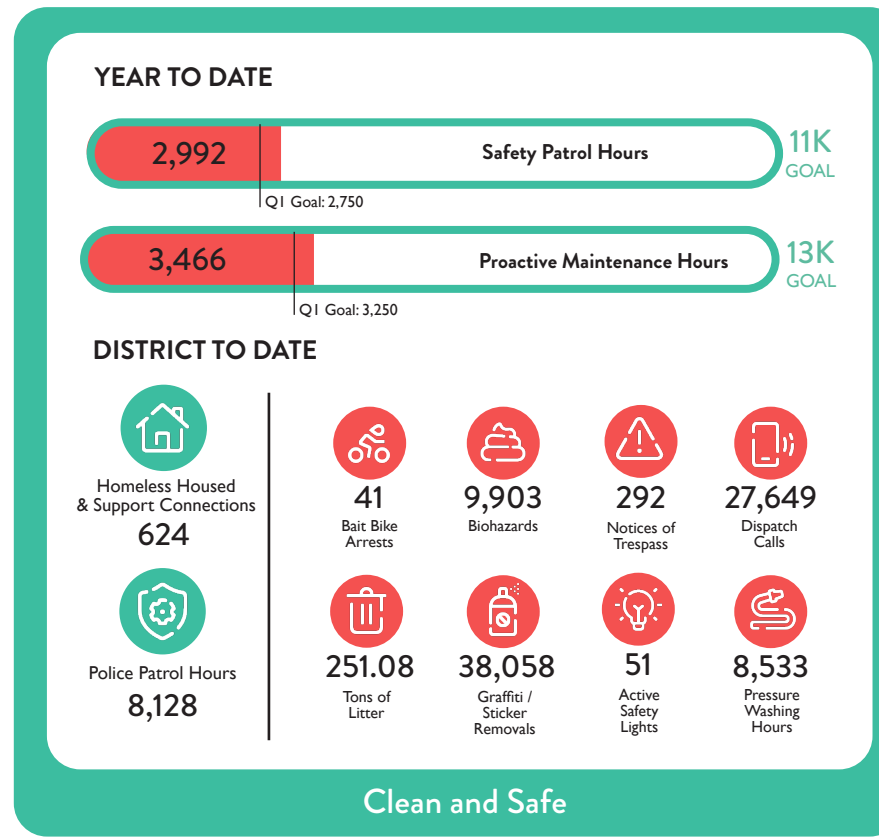 YEAR TO DATE
2,992
Safety Patrol Hours
11K
GOAL
Q1 Goal: 2,750
3,466
Proactive Maintenance Hours
13K
GOAL
Q1 Goal: 3,250
DISTRICT TO DATE
Homeless Housed
& Support Connections
624
Police Patrol Hours
8,128
41
Bait Bike
Arrests
9,903
Biohazards
292
Notices of
Trespass
27,649
Dispatch
Calls
251.08
Tons of
Litter
38,058
Graffiti /
Sticker
Removals
51
Active
Safety
Lights
8,533
Pressure
Washing
Hours
Clean and Safe